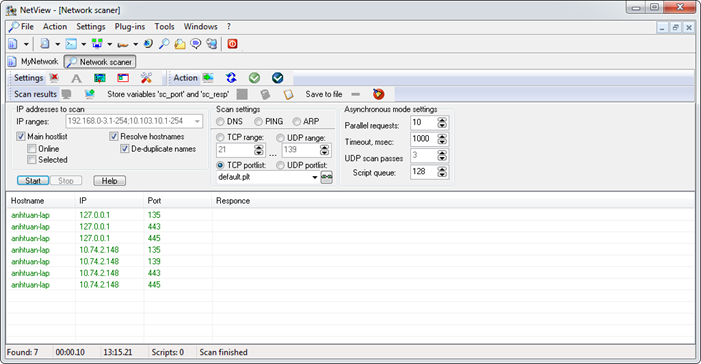 NetView - [Network scaner]
File Action Settings Plug-ins Tools Windows ?
MyNetwork Network scaner
Settings Action
Scan results Store variables 'sc_port' and 'sc_resp' Save to file
IP addresses to scan
IP ranges: 192.168.0-3.1-254;10.103.10.1-254
Main hostlist Resolve hostnames
Online De-duplicate names
Selected
Start Stop Help
Scan settings
DNS PING ARP
TCP range: UDP range:
21 ... 139
TCP portlist: UDP portlist:
default.plt
Asynchronous mode settings
Parallel requests: 10
Timeout, msec: 1000
UDP scan passes 3
Script queue: 128
Hostname IP Port Responce
anhtuan-lap 127.0.0.1 135
anhtuan-lap 127.0.0.1 443
anhtuan-lap 127.0.0.1 445
anhtuan-lap 10.74.2.148 135
anhtuan-lap 10.74.2.148 139
anhtuan-lap 10.74.2.148 443
anhtuan-lap 10.74.2.148 445
Found: 7 00:00.10 13:15.21 Scripts: 0 Scan finished